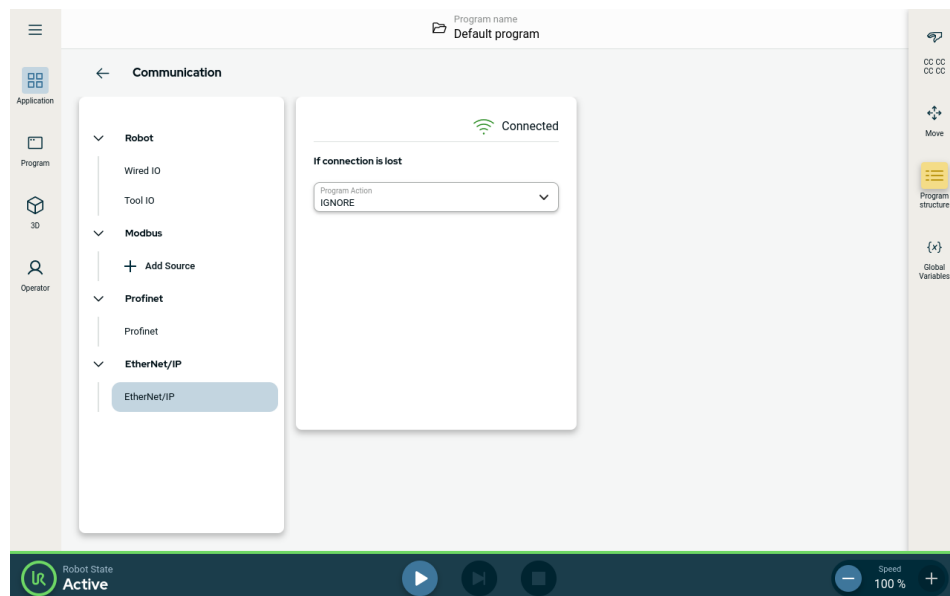 Program name
Default program
Application
Program
3D
Operator
Communication
Robot
Wired IO
Tool IO
Modbus
Add Source
Profinet
Profinet
EtherNet/IP
EtherNet/IP
Connected
If connection is lost
Program Action
IGNORE
CC CC
CC CC
Move
Program
structure
{x}
Global
Variables
UR
Robot State
Active
Speed
100 %